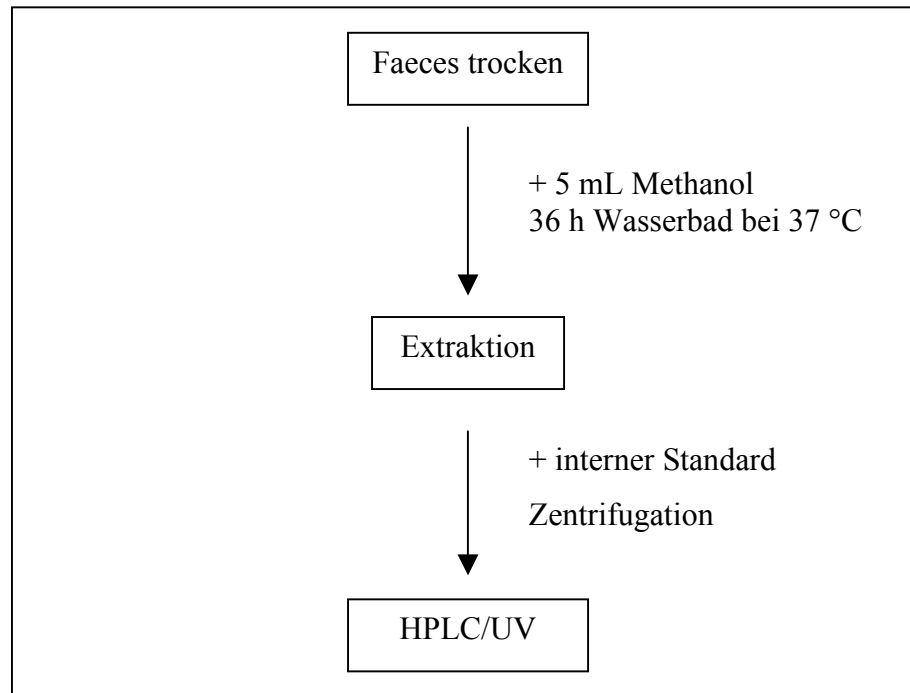 Faeces trocken
+ 5 mL Methanol
36 h Wasserbad bei 37 °C
Extraktion
+ interner Standard
Zentrifugation
HPLC/UV